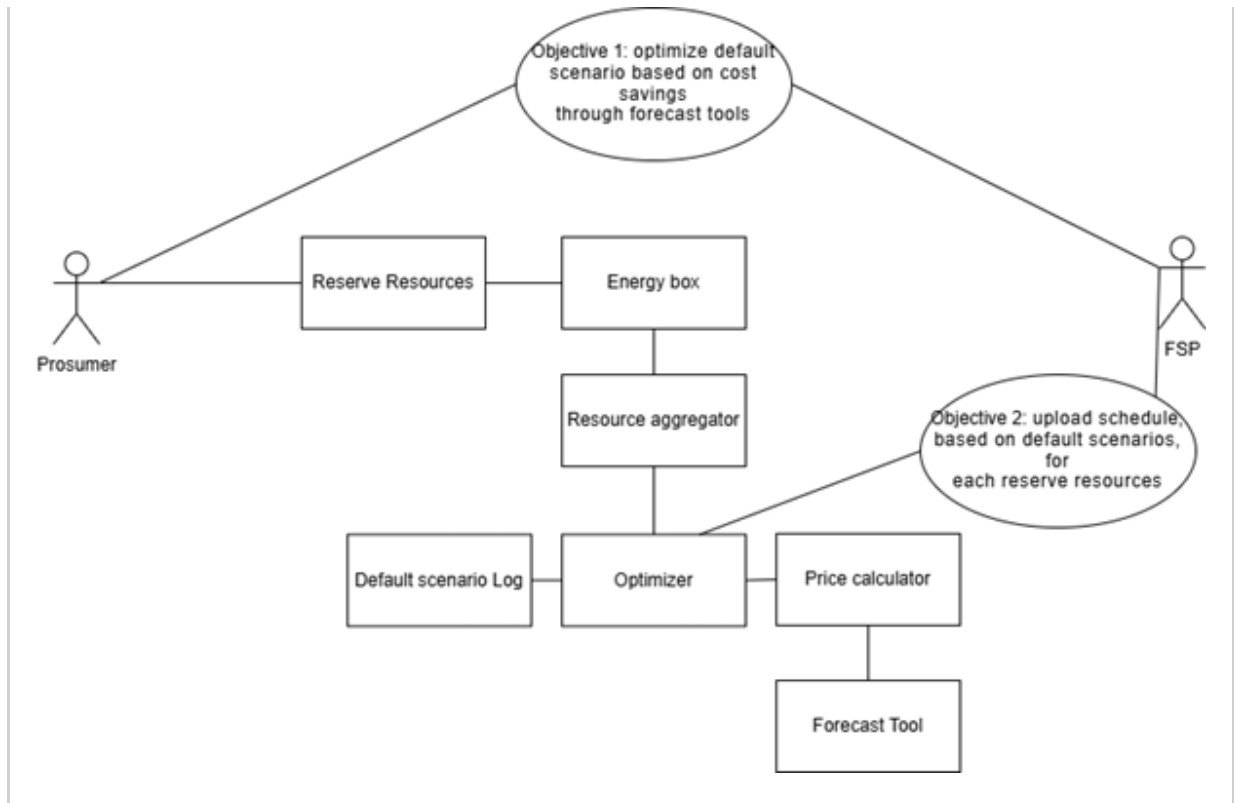 Objective 1: optimize default
scenario based on cost
savings
through forecast tools
Reserve Resources
Energy box
Prosumer
FSP
Resource aggregator
Objective 2: upload schedule,
based on default scenarios,
for
each reserve resources
Default scenario Log
Optimizer
Price calculator
Forecast Tool